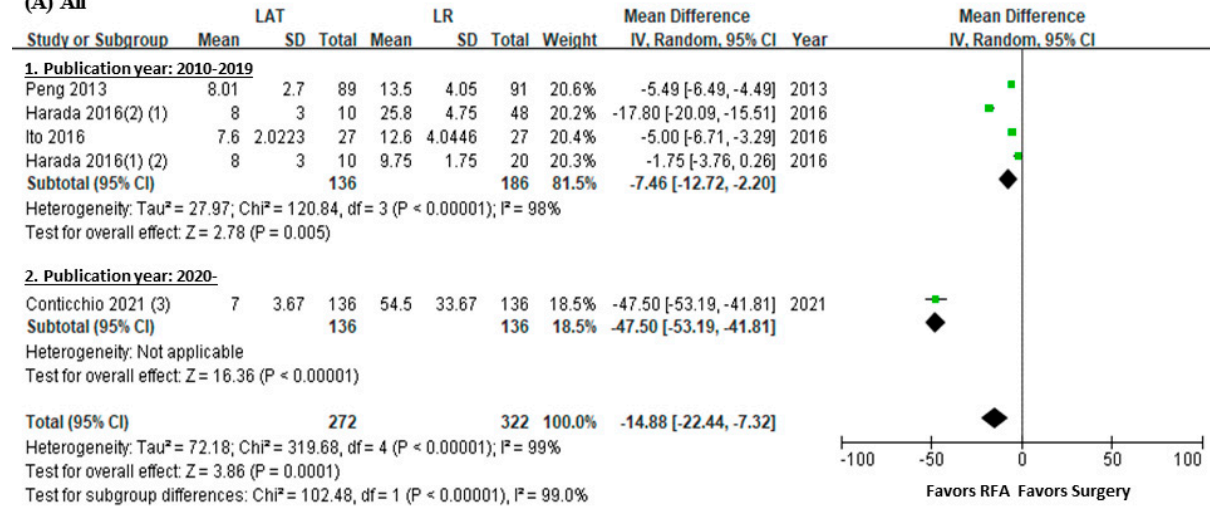 (A) All
LAT LR Mean Difference Mean Difference
Study or Subgroup Mean SD Total Mean SD Total Weight IV, Random, 95% CI Year IV, Random, 95% CI
1. Publication year: 2010-2019
Peng 2013 8.01 2.7 89 13.5 4.05 91 20.6% -5.49 [-6.49, -4.49] 2013
Harada 2016(2) (1) 8 3 10 25.8 4.75 48 20.2% -17.80 [-20.09, -15.51] 2016
Ito 2016 7.6 2.0223 27 12.6 4.0446 27 20.4% -5.00 [-6.71, -3.29] 2016
Harada 2016(1) (2) 8 3 10 9.75 1.75 20 20.3% -1.75 [-3.76, 0.26] 2016
Subtotal (95% CI) 136 186 81.5% -7.46 [-12.72, -2.20]
Heterogeneity: Tau² = 27.97; Chi² = 120.84, df = 3 (P < 0.00001); I² = 98%
Test for overall effect: Z = 2.78 (P = 0.005)
2. Publication year: 2020-
Conticchio 2021 (3) 7 3.67 136 54.5 33.67 136 18.5% -47.50 [-53.19, -41.81] 2021
Subtotal (95% CI) 136 136 18.5% -47.50 [-53.19, -41.81]
Heterogeneity: Not applicable
Test for overall effect: Z = 16.36 (P < 0.00001)
Total (95% CI) 272 322 100.0% -14.88 [-22.44, -7.32]
Heterogeneity: Tau² = 72.18; Chi² = 319.68, df = 4 (P < 0.00001); I² = 99%
Test for overall effect: Z = 3.86 (P = 0.0001)
Test for subgroup differences: Chi² = 102.48, df = 1 (P < 0.00001), I² = 99.0%
-100 -50 0 50 100
Favors RFA Favors Surgery